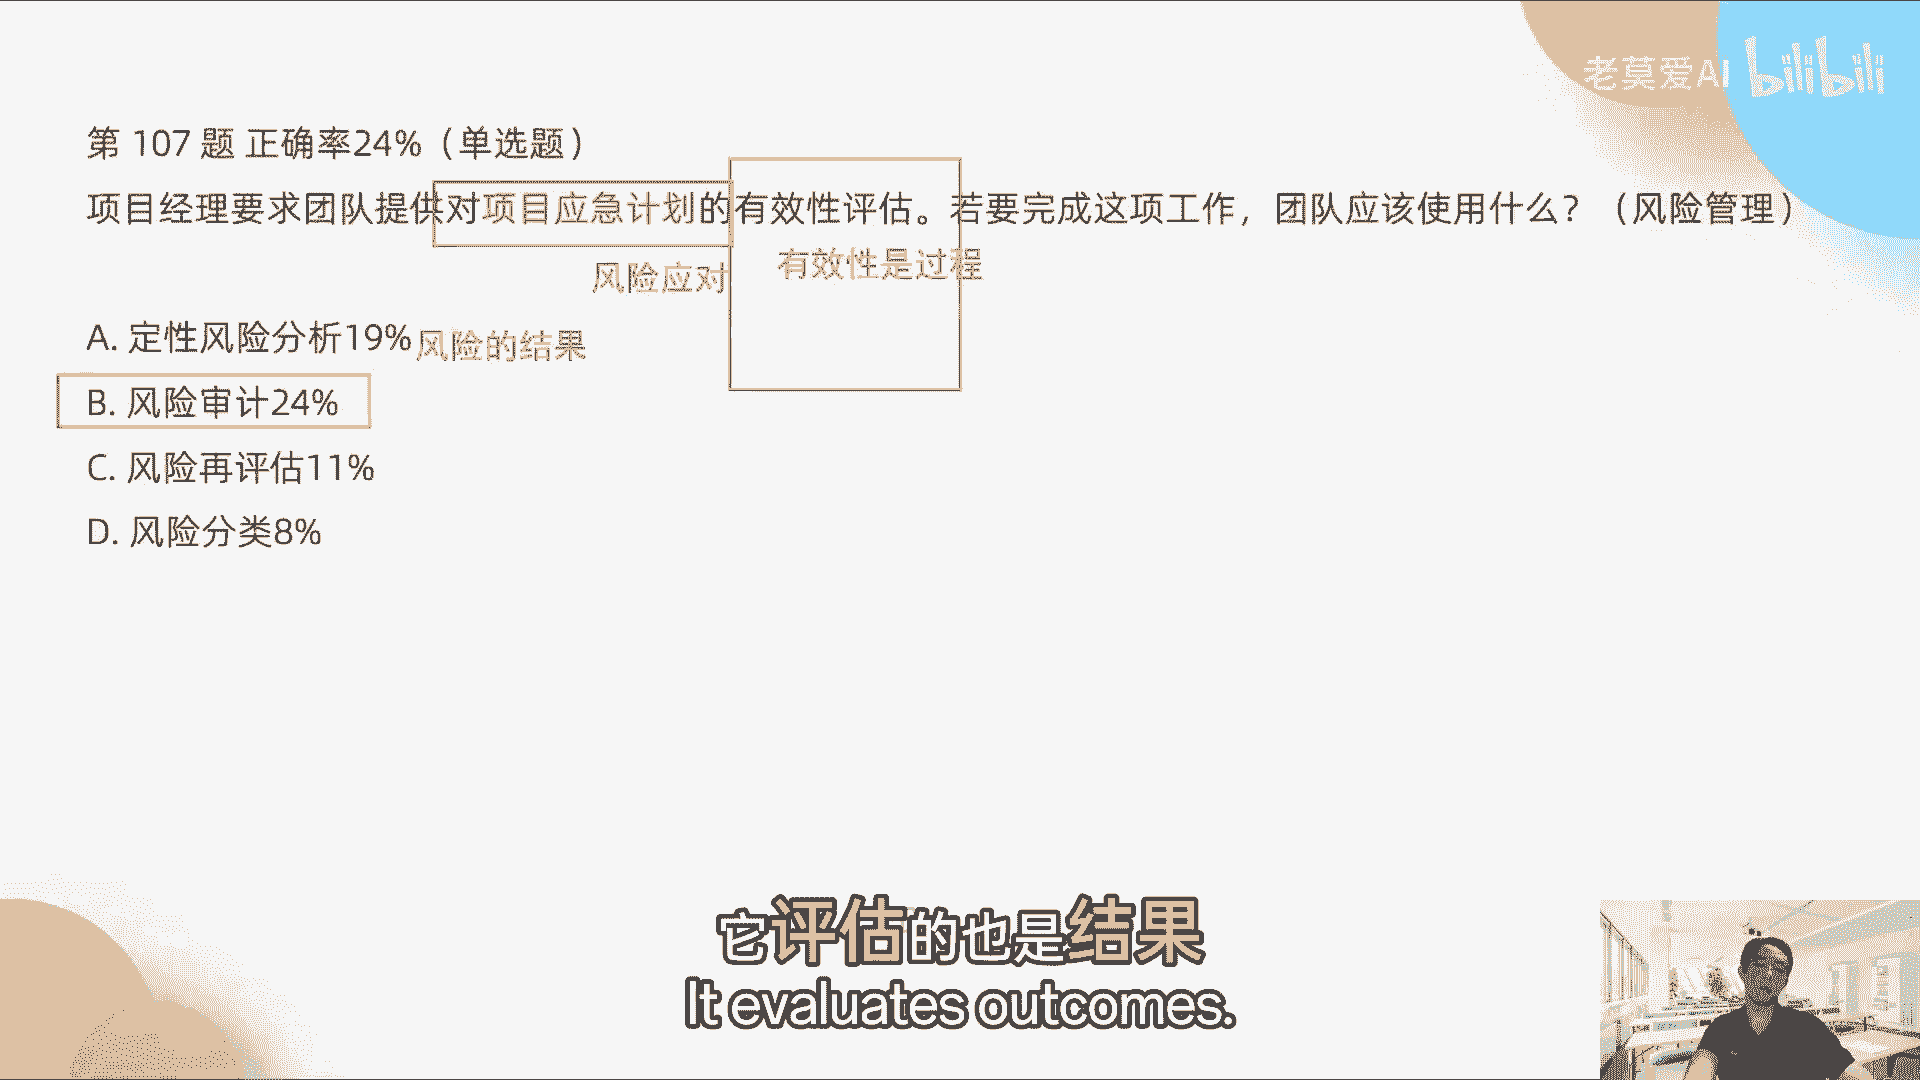 老莫爱AI bilibili
第 107 题 正确率24%（单选题）
项目经理要求团队提供对项目应急计划的有效性评估。若要完成这项工作，团队应该使用什么？（风险管理）
风险应对 有效性是过程
A. 定性风险分析19% 风险的结果
B. 风险审计24%
C. 风险再评估11%
D. 风险分类8%
它评估的也是结果
It evaluates outcomes.